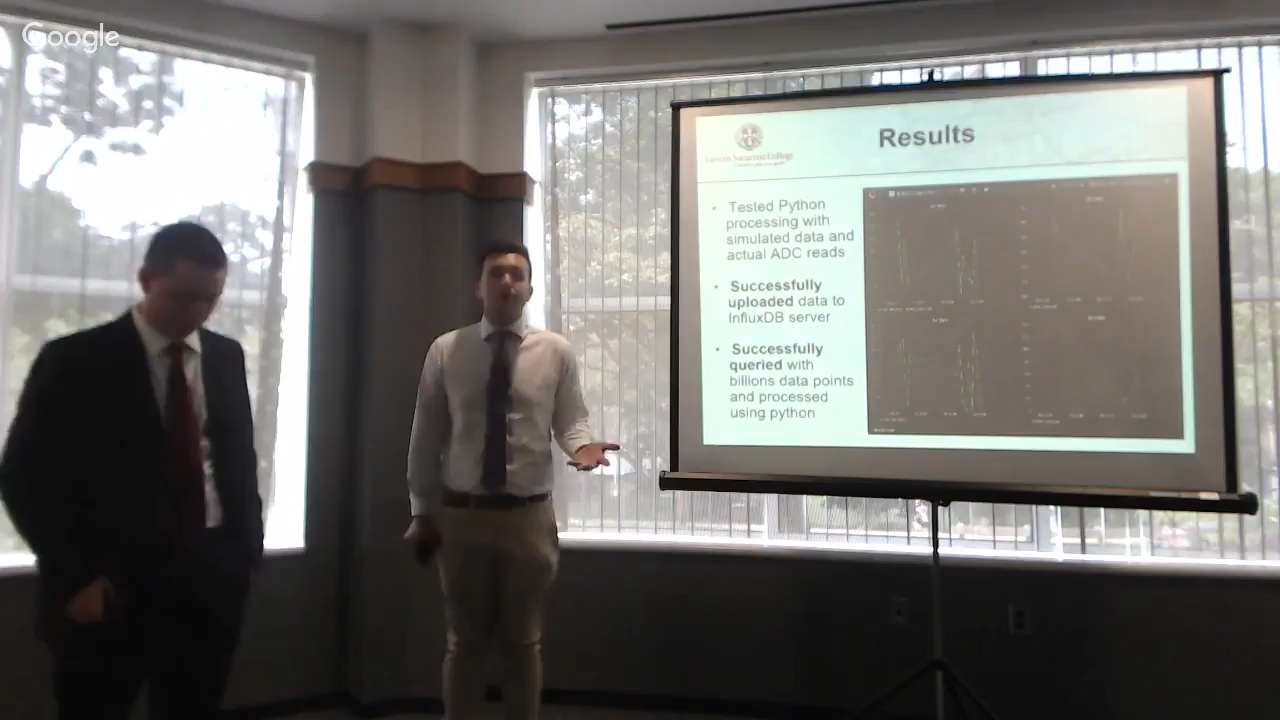 Google
Results
Tested Python
processing with
simulated data and
actual ADC reads
Successfully
uploaded data to
InfluxDB server
Successfully
queried with
billions data points
and processed
using python